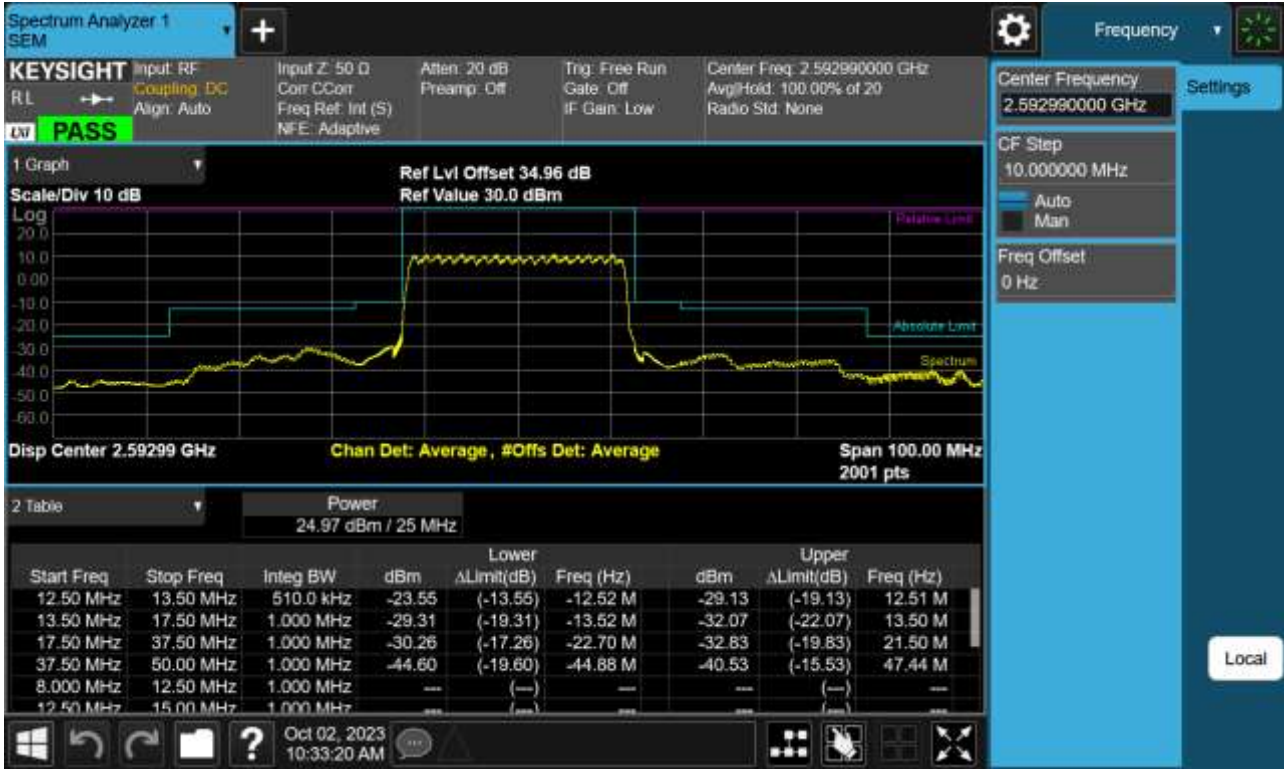 Spectrum Analyzer 1
SEM
Frequency
KEYSIGHT
RL
LXI
PASS
Input: RF
Coupling: DC
Align: Auto
Input Z: 50 Ω
Corr CCorr
Freq Ref: Int (S)
NFE: Adaptive
Atten: 20 dB
Preamp: Off
Trig: Free Run
Gate: Off
IF Gain: Low
Center Freq: 2.592990000 GHz
Avg|Hold: 100.00% of 20
Radio Std: None
Center Frequency
2.592990000 GHz
Settings
CF Step
10.000000 MHz
Auto
Man
Freq Offset
0 Hz
Local
1 Graph
Scale/Div 10 dB
Ref Lvl Offset 34.96 dB
Ref Value 30.0 dBm
Log
20.0
10.0
0.00
-10.0
-20.0
-30.0
-40.0
-50.0
-60.0
Relative Limit
Absolute Limit
Spectrum
Disp Center 2.59299 GHz
Chan Det: Average, #Offs Det: Average
Span 100.00 MHz
2001 pts
2 Table
Power
24.97 dBm / 25 MHz
Lower Upper
Start Freq Stop Freq Integ BW dBm ΔLimit(dB) Freq (Hz) dBm ΔLimit(dB) Freq (Hz)
12.50 MHz 13.50 MHz 510.0 kHz -23.55 (-13.55) -12.52 M -29.13 (-19.13) 12.51 M
13.50 MHz 17.50 MHz 1.000 MHz -29.31 (-19.31) -13.52 M -32.07 (-22.07) 13.50 M
17.50 MHz 37.50 MHz 1.000 MHz -30.26 (-17.26) -22.70 M -32.83 (-19.83) 21.50 M
37.50 MHz 50.00 MHz 1.000 MHz -44.60 (-19.60) -44.88 M -40.53 (-15.53) 47.44 M
8.000 MHz 12.50 MHz 1.000 MHz --- (---) --- --- (---) ---
12.50 MHz 15.00 MHz 1.000 MHz --- (---) --- --- (---) ---
Oct 02, 2023
10:33:20 AM